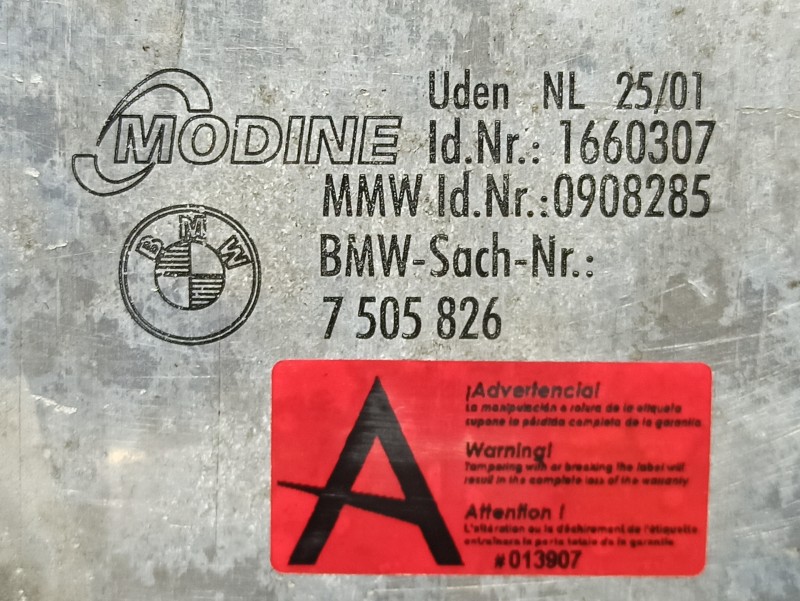 MODINE
Uden NL 25/01
Id.Nr.: 1660307
MMW Id.Nr.:0908285
BMW
BMW-Sach-Nr.:
7 505 826
A
¡Advertencia!
La manipulación o rotura de la etiqueta
supone la pérdida completa de la garantía.
Warning!
Tampering with or breaking the label will
result in the complete loss of the warranty.
Attention !
L'altération ou le déchirement de l'étiquette
entraînera la perte totale de la garantie
#013907